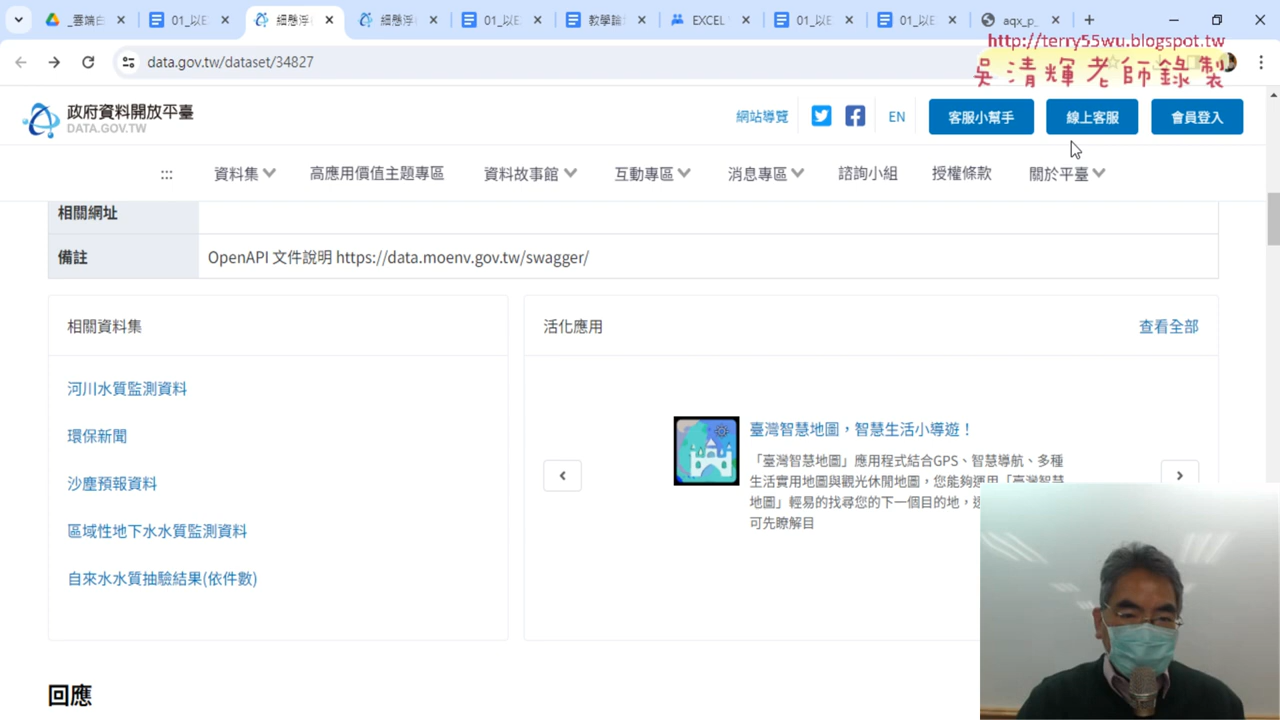 _雲端白
01_以E
細懸浮
細懸浮
01_以E
教學論
EXCEL
01_以E
01_以E
aqx_p_
data.gov.tw/dataset/34827
http://terry55wu.blogspot.tw
吳清輝老師錄製
政府資料開放平臺
DATA.GOV.TW
網站導覽
EN
客服小幫手
線上客服
會員登入
:::
資料集
高應用價值主題專區
資料故事館
互動專區
消息專區
諮詢小組
授權條款
關於平臺
相關網址
備註
OpenAPI 文件說明 https://data.moenv.gov.tw/swagger/
相關資料集
活化應用
查看全部
河川水質監測資料
環保新聞
沙塵預報資料
區域性地下水水質監測資料
自來水水質抽驗結果(依件數)
臺灣智慧地圖，智慧生活小導遊！
「臺灣智慧地圖」應用程式結合GPS、智慧導航、多種
生活實用地圖與觀光休閒地圖，您能夠運用「臺灣智慧
地圖」輕易的找尋您的下一個目的地，
可先瞭解目
回應